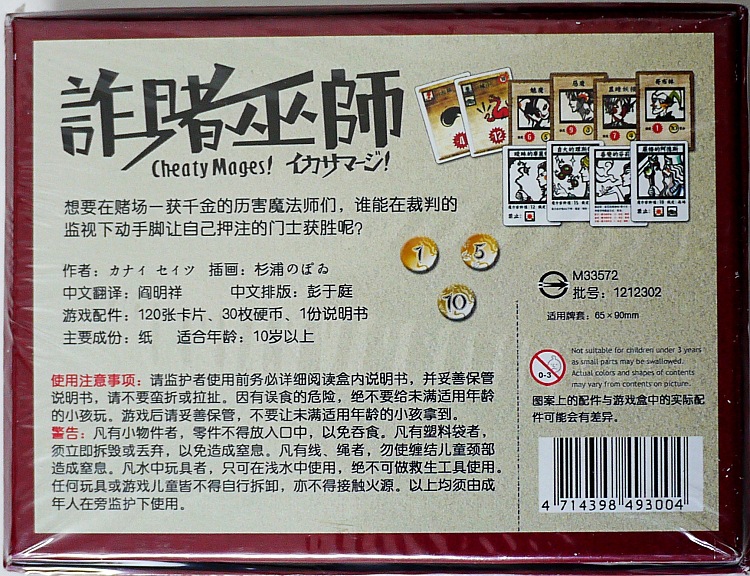 詐賭巫師
Cheaty Mages! イカサマージ!
想要在赌场一获千金的历害魔法师们，谁能在裁判的
监视下动手脚让自己押注的门士获胜呢?
作者：カナイ セイヅ 插画：杉浦のぼゐ
中文翻译：阎明祥 中文排版：彭于庭
游戏配件：120张卡片、30枚硬币、1份说明书
主要成份：纸 适合年龄：10岁以上
1
5
10
M33572
批号：1212302
适用牌套：65×90mm
0-3
Not suitable for children under 3 years
as small parts may be swallowed.
Actual colors and shapes of contents
may vary from contents on picture.
图案上的配件与游戏盒中的实际配
件可能会有差异.
使用注意事项：请监护者使用前务必详细阅读盒内说明书，并妥善保管
说明书，请不要蛮折或拉扯。因有误食的危险，绝不要给未满适用年龄
的小孩玩。游戏后请妥善保管，不要让未满适用年龄的小孩拿到。
警告：凡有小物件者，零件不得放入口中，以免吞食。凡有塑料袋者，
须立即拆毁或丢弃，以免造成窒息。凡有线、绳者，勿使缠结儿童颈部
造成窒息。凡水中玩具者，只可在浅水中使用，绝不可做救生工具使用。
任何玩具或游戏儿童皆不得自行拆卸，亦不得接触火源。以上均须由成
年人在旁监护下使用。
4 714398 493004